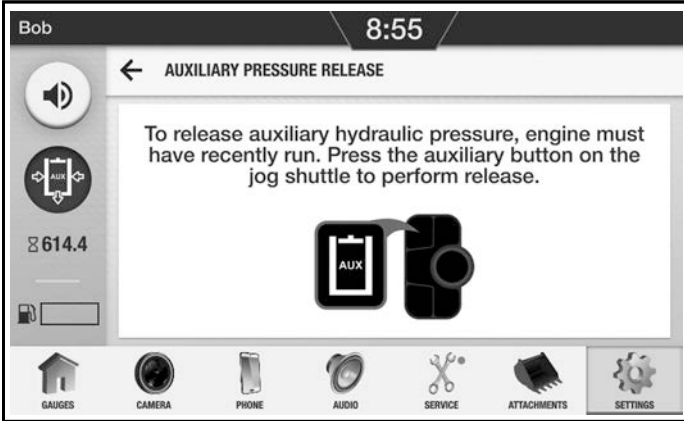 Bob
8:55
AUXILIARY PRESSURE RELEASE
To release auxiliary hydraulic pressure, engine must
have recently run. Press the auxiliary button on the
jog shuttle to perform release.
AUX
AUX
614.4
GAUGES
CAMERA
PHONE
AUDIO
SERVICE
ATTACHMENTS
SETTINGS